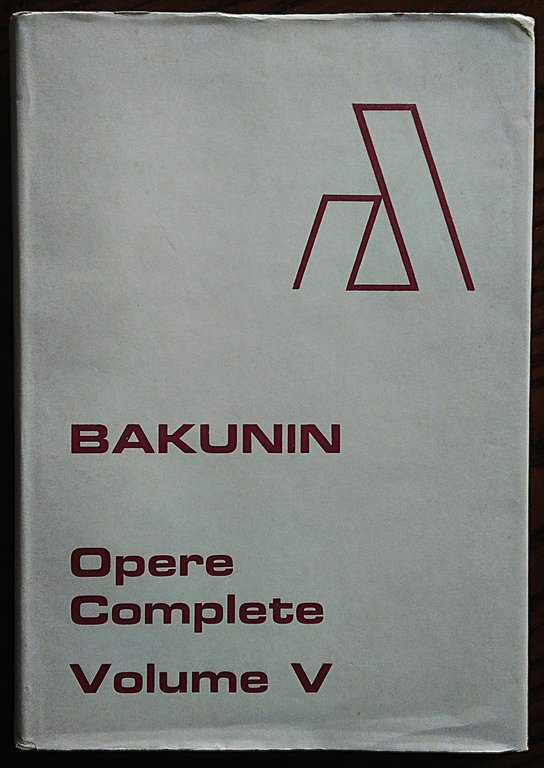 BAKUNIN
Opere
Complete
Volume V